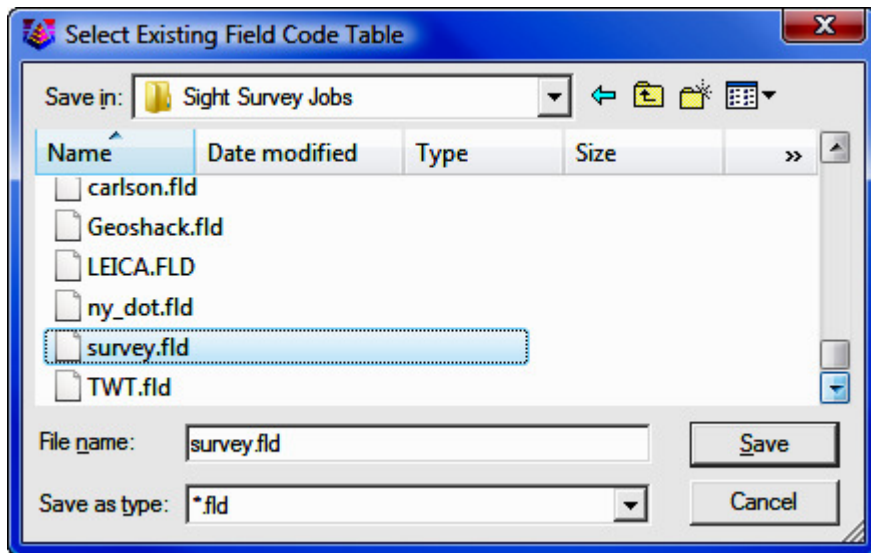 Select Existing Field Code Table
Save in: Sight Survey Jobs
Name Date modified Type Size »
carlson.fld
Geoshack.fld
LEICA.FLD
ny_dot.fld
survey.fld
TWT.fld
File name: survey.fld Save
Save as type: *.fld Cancel